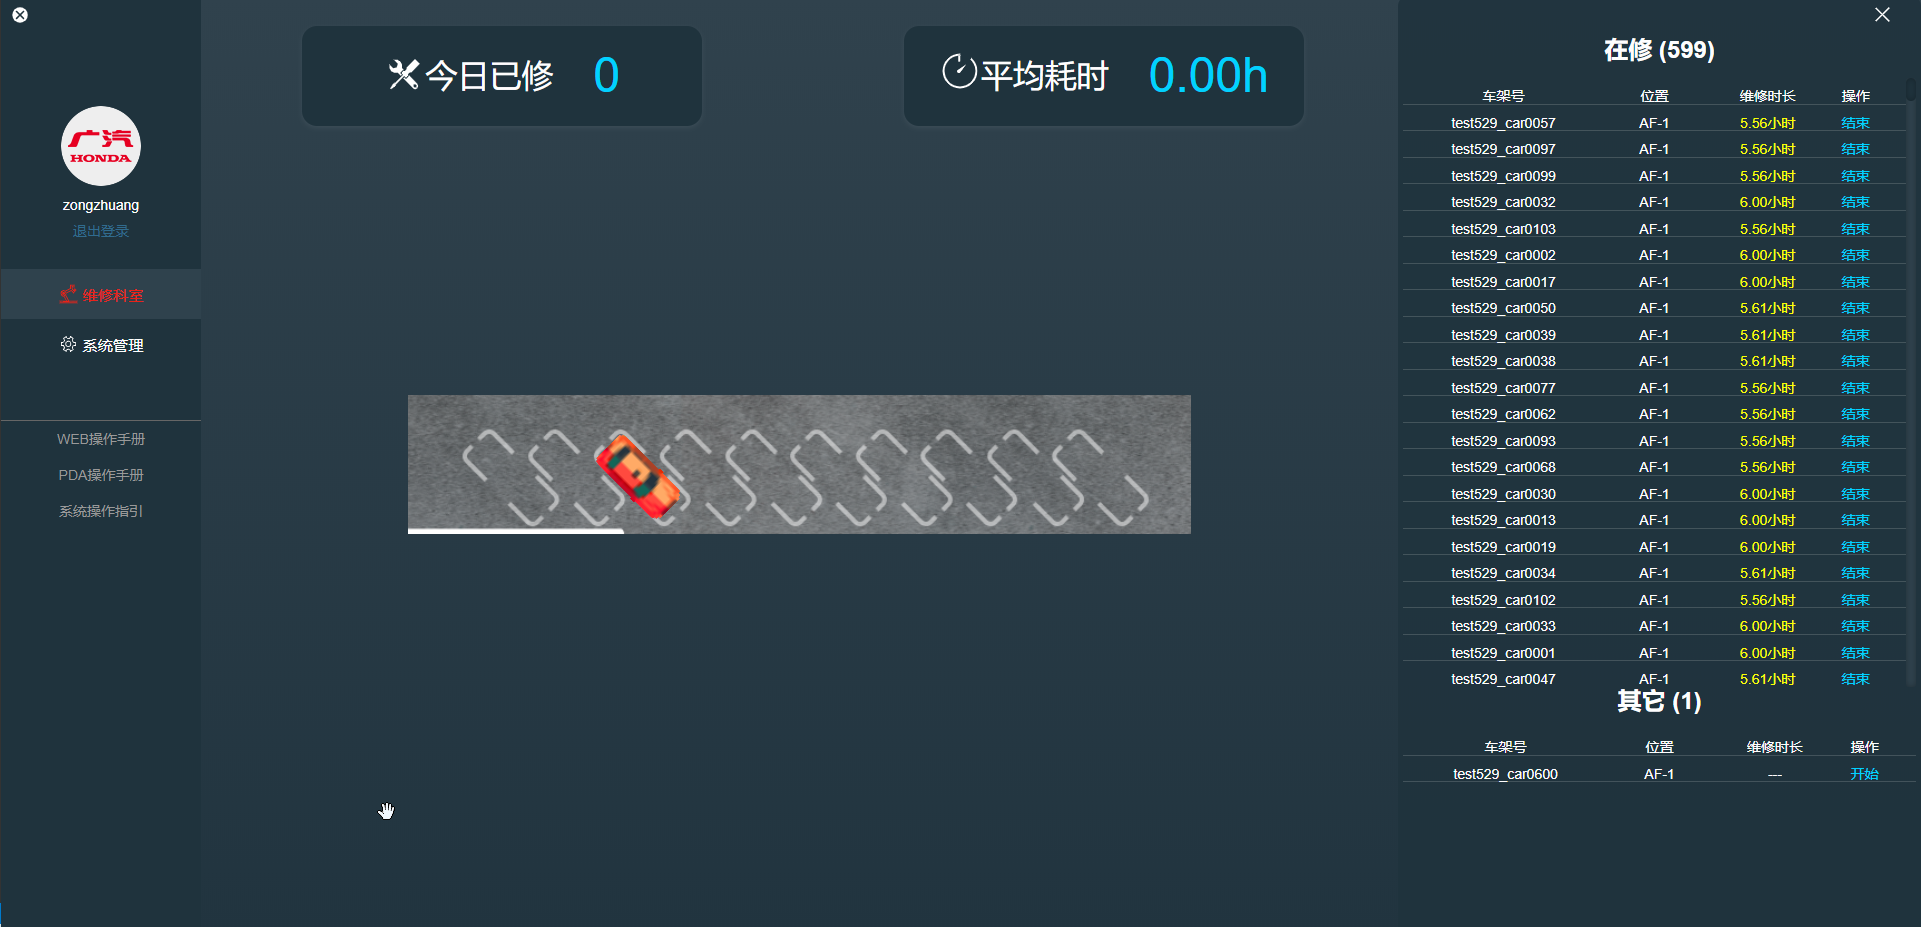 广汽
HONDA
zongzhuang
退出登录
维修科室
系统管理
WEB操作手册
PDA操作手册
系统操作指引
今日已修 0
平均耗时 0.00h
在修 (599)
车架号 位置 维修时长 操作
test529_car0057 AF-1 5.56小时 结束
test529_car0097 AF-1 5.56小时 结束
test529_car0099 AF-1 5.56小时 结束
test529_car0032 AF-1 6.00小时 结束
test529_car0103 AF-1 5.56小时 结束
test529_car0002 AF-1 6.00小时 结束
test529_car0017 AF-1 6.00小时 结束
test529_car0050 AF-1 5.61小时 结束
test529_car0039 AF-1 5.61小时 结束
test529_car0038 AF-1 5.61小时 结束
test529_car0077 AF-1 5.56小时 结束
test529_car0062 AF-1 5.56小时 结束
test529_car0093 AF-1 5.56小时 结束
test529_car0068 AF-1 5.56小时 结束
test529_car0030 AF-1 6.00小时 结束
test529_car0013 AF-1 6.00小时 结束
test529_car0019 AF-1 6.00小时 结束
test529_car0034 AF-1 5.61小时 结束
test529_car0102 AF-1 5.56小时 结束
test529_car0033 AF-1 6.00小时 结束
test529_car0001 AF-1 6.00小时 结束
test529_car0047 AF-1 5.61小时 结束
其它 (1)
车架号 位置 维修时长 操作
test529_car0600 AF-1 --- 开始